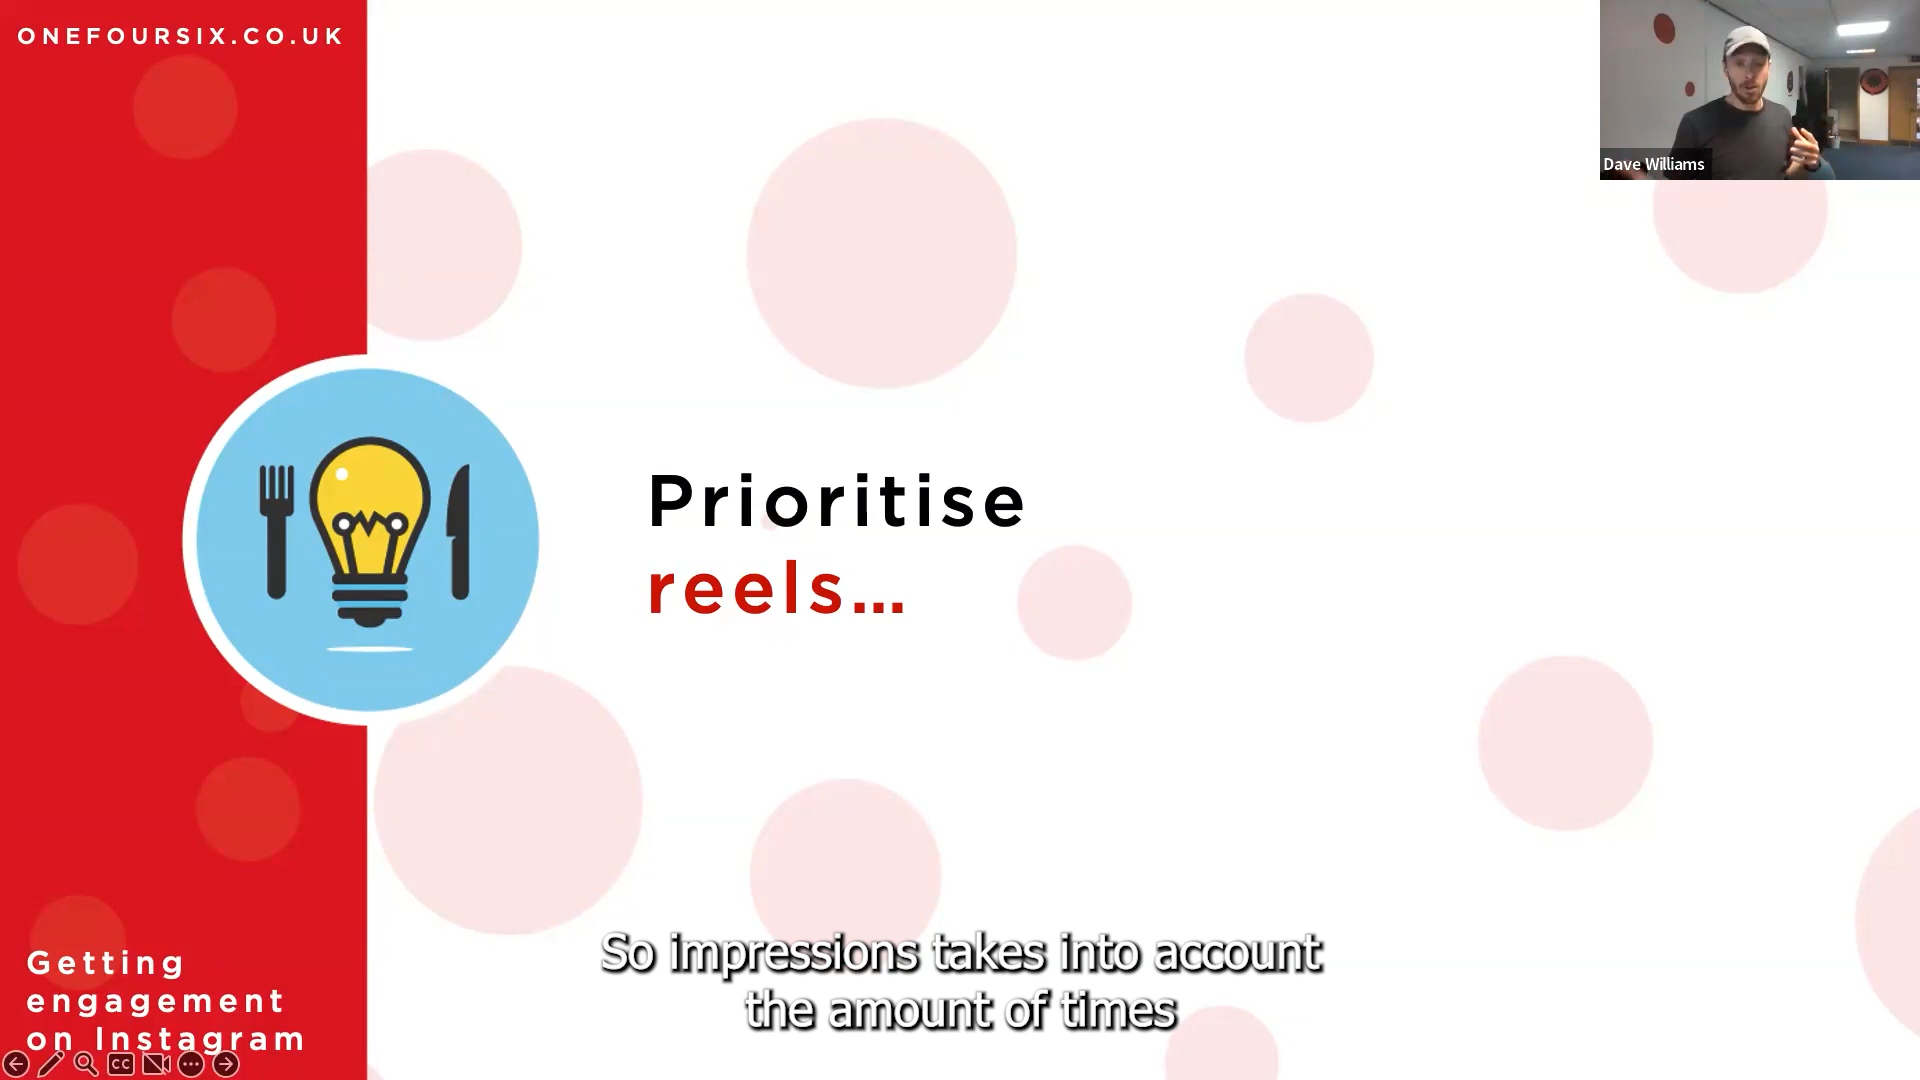 ONEFOURSIX.CO.UK
Dave Williams
Prioritise
reels...
So impressions takes into account
the amount of times
Getting
engagement
on Instagram
CC